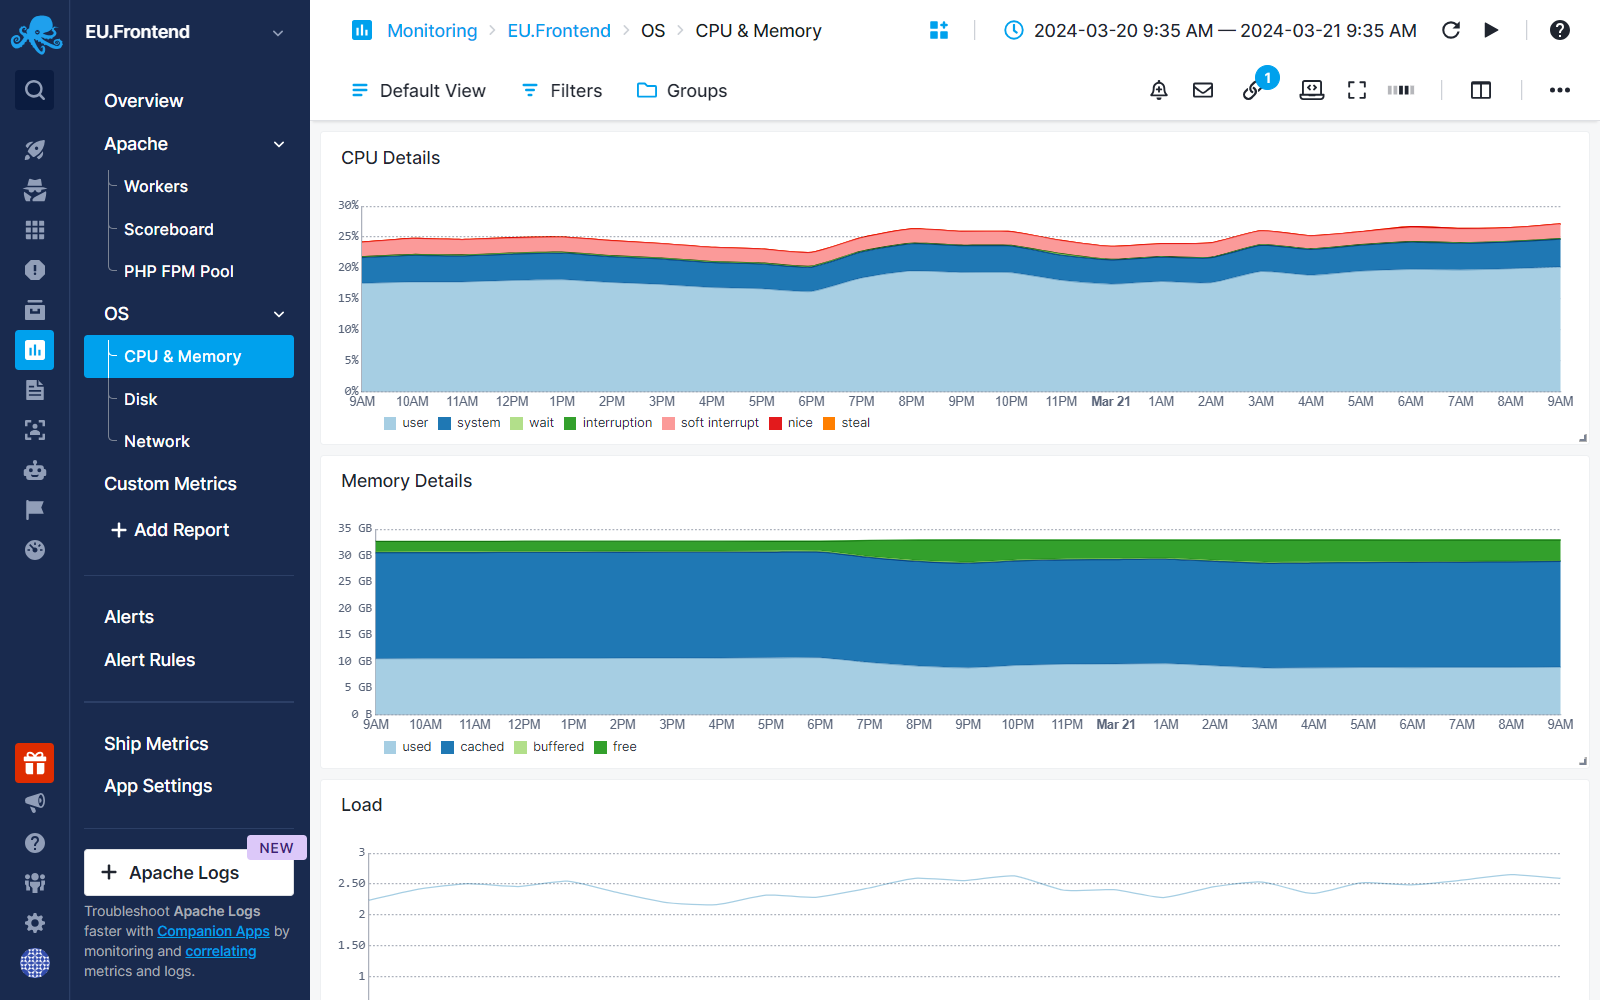 EU.Frontend
Overview
Apache
Workers
Scoreboard
PHP FPM Pool
OS
CPU & Memory
Disk
Network
Custom Metrics
+ Add Report
Alerts
Alert Rules
Ship Metrics
App Settings
NEW
+ Apache Logs
Troubleshoot Apache Logs
faster with Companion Apps by
monitoring and correlating
metrics and logs.
Monitoring > EU.Frontend > OS > CPU & Memory
2024-03-20 9:35 AM — 2024-03-21 9:35 AM
Default View Filters Groups
1
CPU Details
30%
25%
20%
15%
10%
5%
0%
9AM 10AM 11AM 12PM 1PM 2PM 3PM 4PM 5PM 6PM 7PM 8PM 9PM 10PM 11PM Mar 21 1AM 2AM 3AM 4AM 5AM 6AM 7AM 8AM 9AM
user system wait interruption soft interrupt nice steal
Memory Details
35 GB
30 GB
25 GB
20 GB
15 GB
10 GB
5 GB
0 B
9AM 10AM 11AM 12PM 1PM 2PM 3PM 4PM 5PM 6PM 7PM 8PM 9PM 10PM 11PM Mar 21 1AM 2AM 3AM 4AM 5AM 6AM 7AM 8AM 9AM
used cached buffered free
Load
3
2.50
2
1.50
1